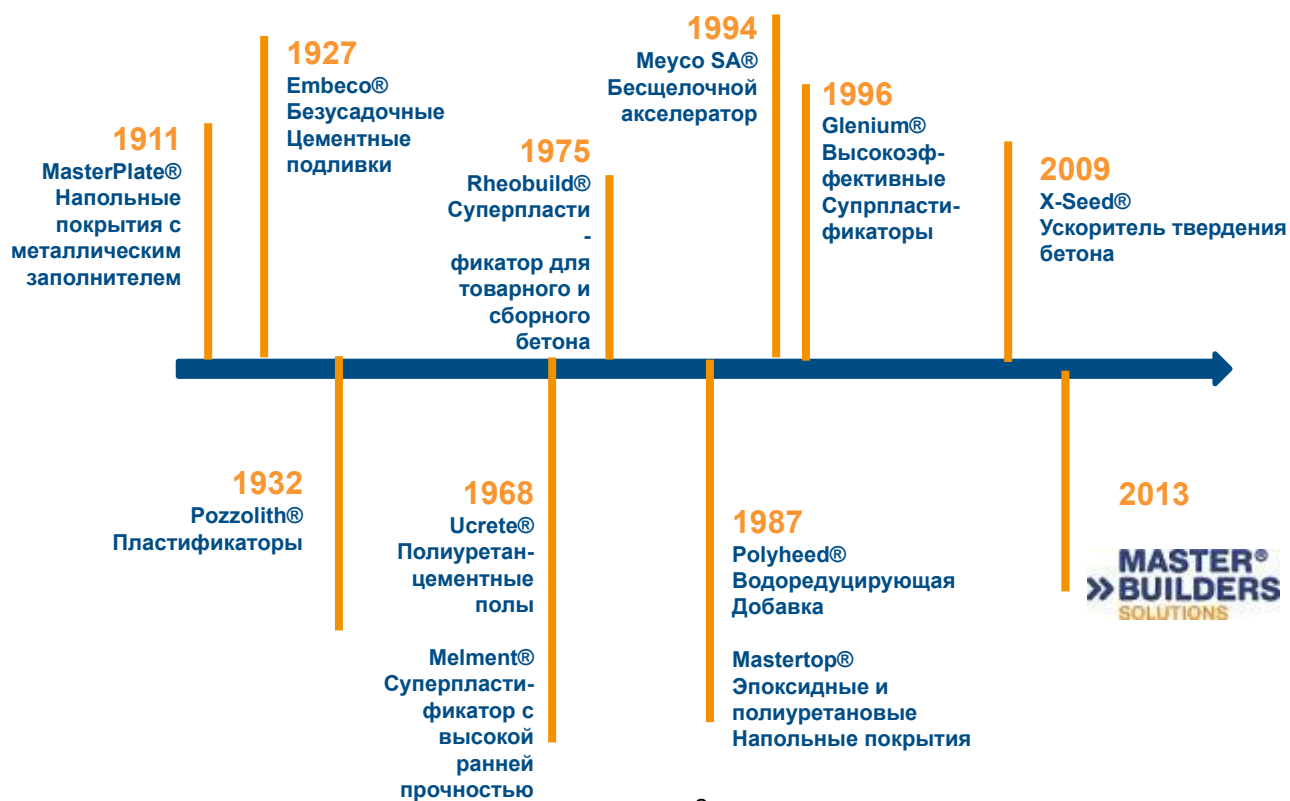 1911
MasterPlate®
Напольные
покрытия с
металлическим
заполнителем
1927
Embeco®
Безусадочные
Цементные
подливки
1975
Rheobuild®
Суперпласти
-
фикатор для
товарного и
сборного
бетона
1994
Meyco SA®
Бесщелочной
акселератор
1996
Glenium®
Высокоэф-
фективные
Супрпласти-
фикаторы
2009
X-Seed®
Ускоритель твердения
бетона
1932
Pozzolith®
Пластификаторы
1968
Ucrete®
Полиуретан-
цементные
полы
Melment®
Суперпласти-
фикатор с
высокой
ранней
прочностью
1987
Polyheed®
Водоредуцирующая
Добавка
Mastertop®
Эпоксидные и
полиуретановые
Напольные покрытия
2013
MASTER®
»BUILDERS
SOLUTIONS